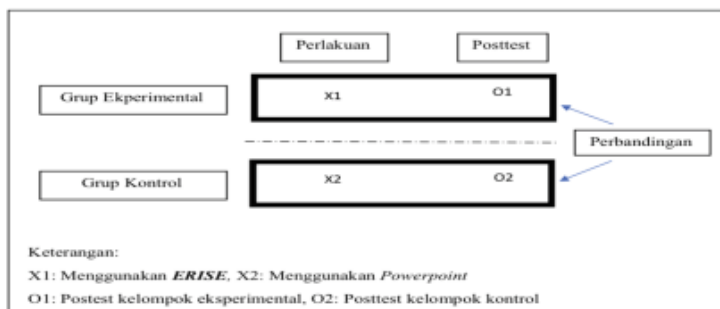 Perlakuan Posttest
Grup Ekperimental X1 O1
Perbandingan
Grup Kontrol X2 O2
Keterangan:
X1: Menggunakan ERISE, X2: Menggunakan Powerpoint
O1: Postest kelompok eksperimental, O2: Posttest kelompok kontrol